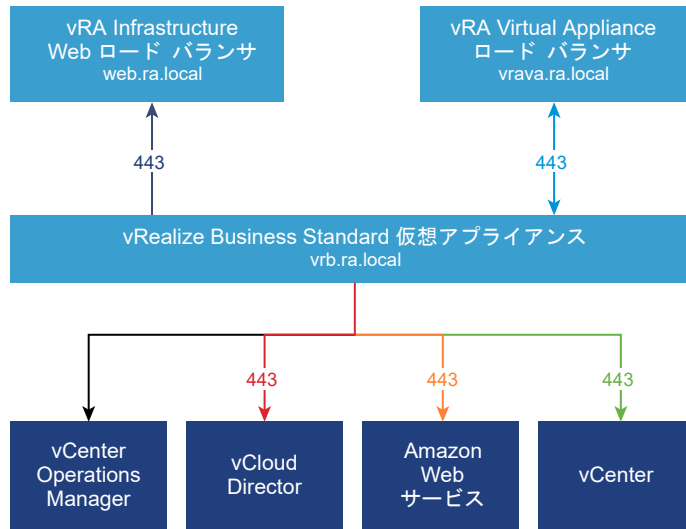 vRA Infrastructure
Web ロード バランサ
web.ra.local
vRA Virtual Appliance
ロード バランサ
vrava.ra.local
443
443
vRealize Business Standard 仮想アプライアンス
vrb.ra.local
443
443
443
vCenter
Operations
Manager
vCloud
Director
Amazon
Web
サービス
vCenter